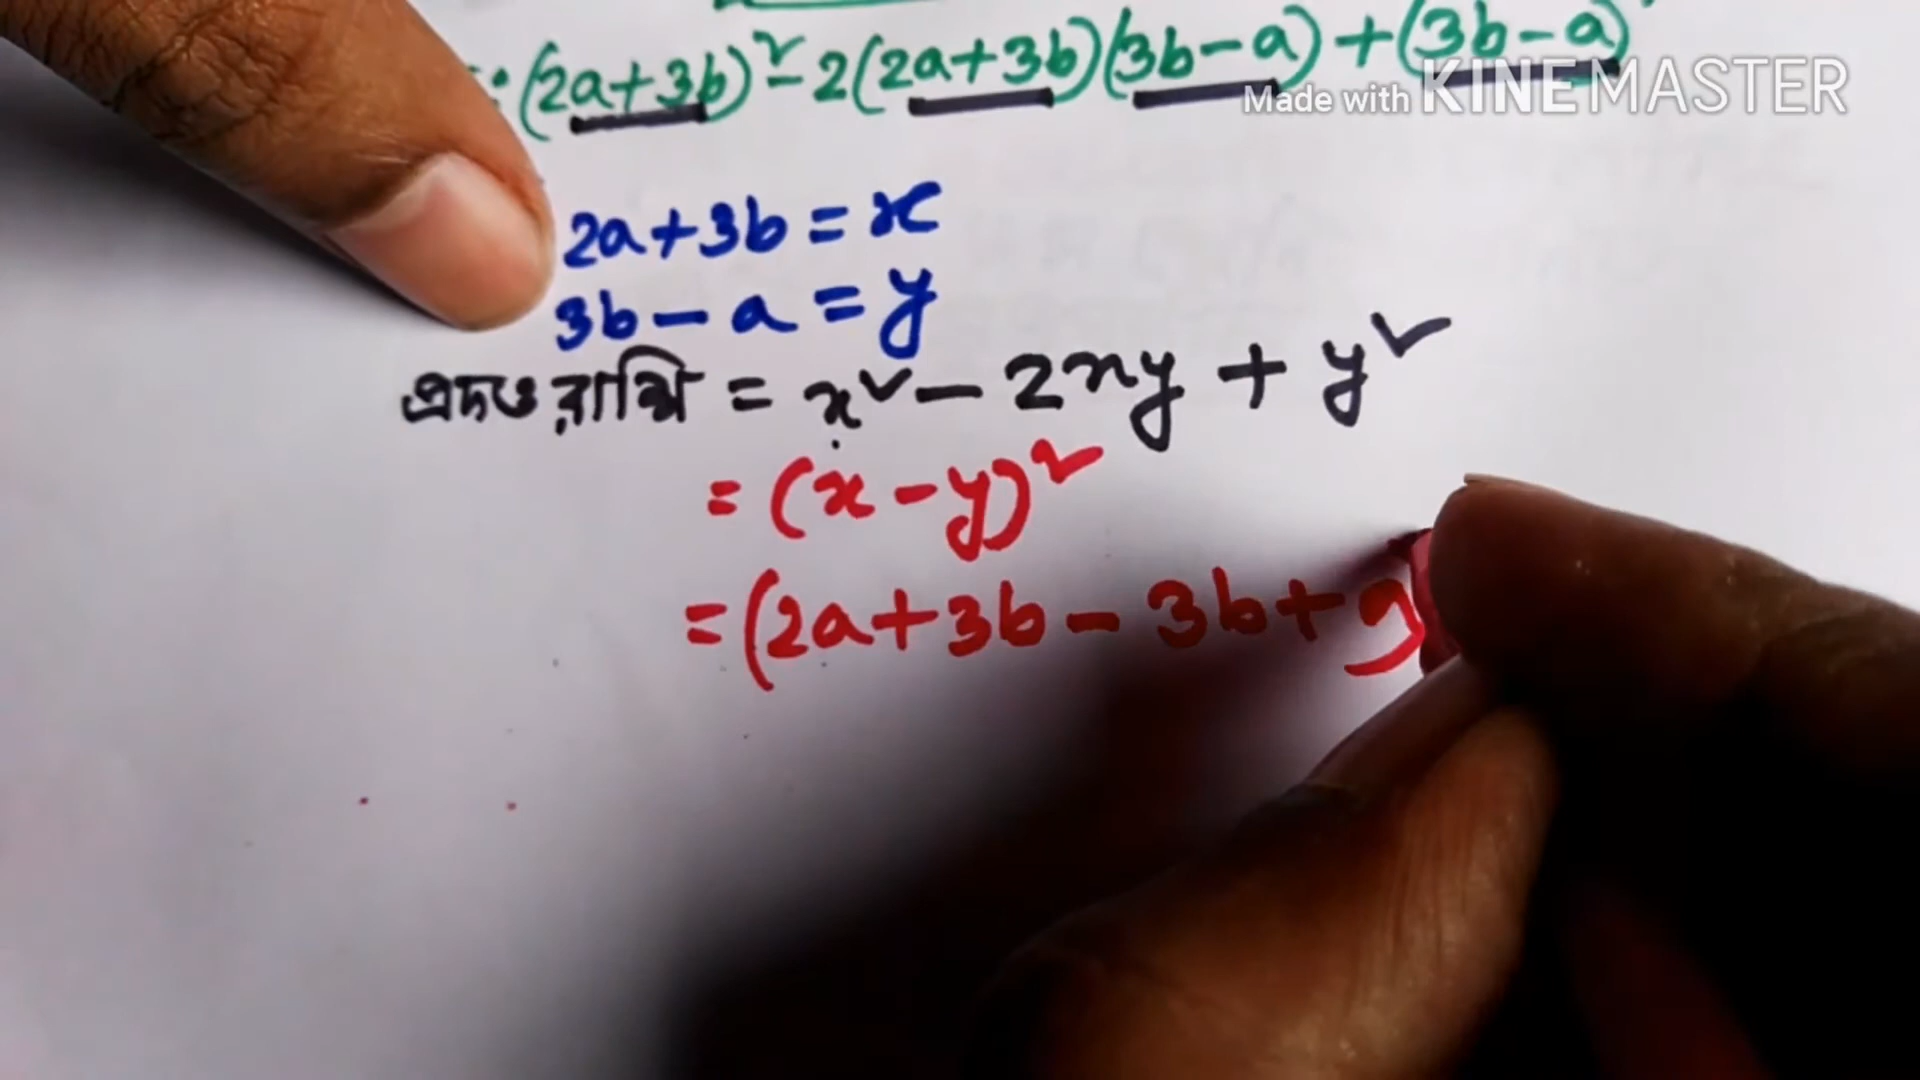 (2a+3b)² - 2(2a+3b)(3b-a) + (3b-a)
Made with KINEMASTER
2a+3b = x
3b - a = y
প্রদত্ত রাশি = x² - 2xy + y²
= (x - y)²
= (2a+3b - 3b + a)